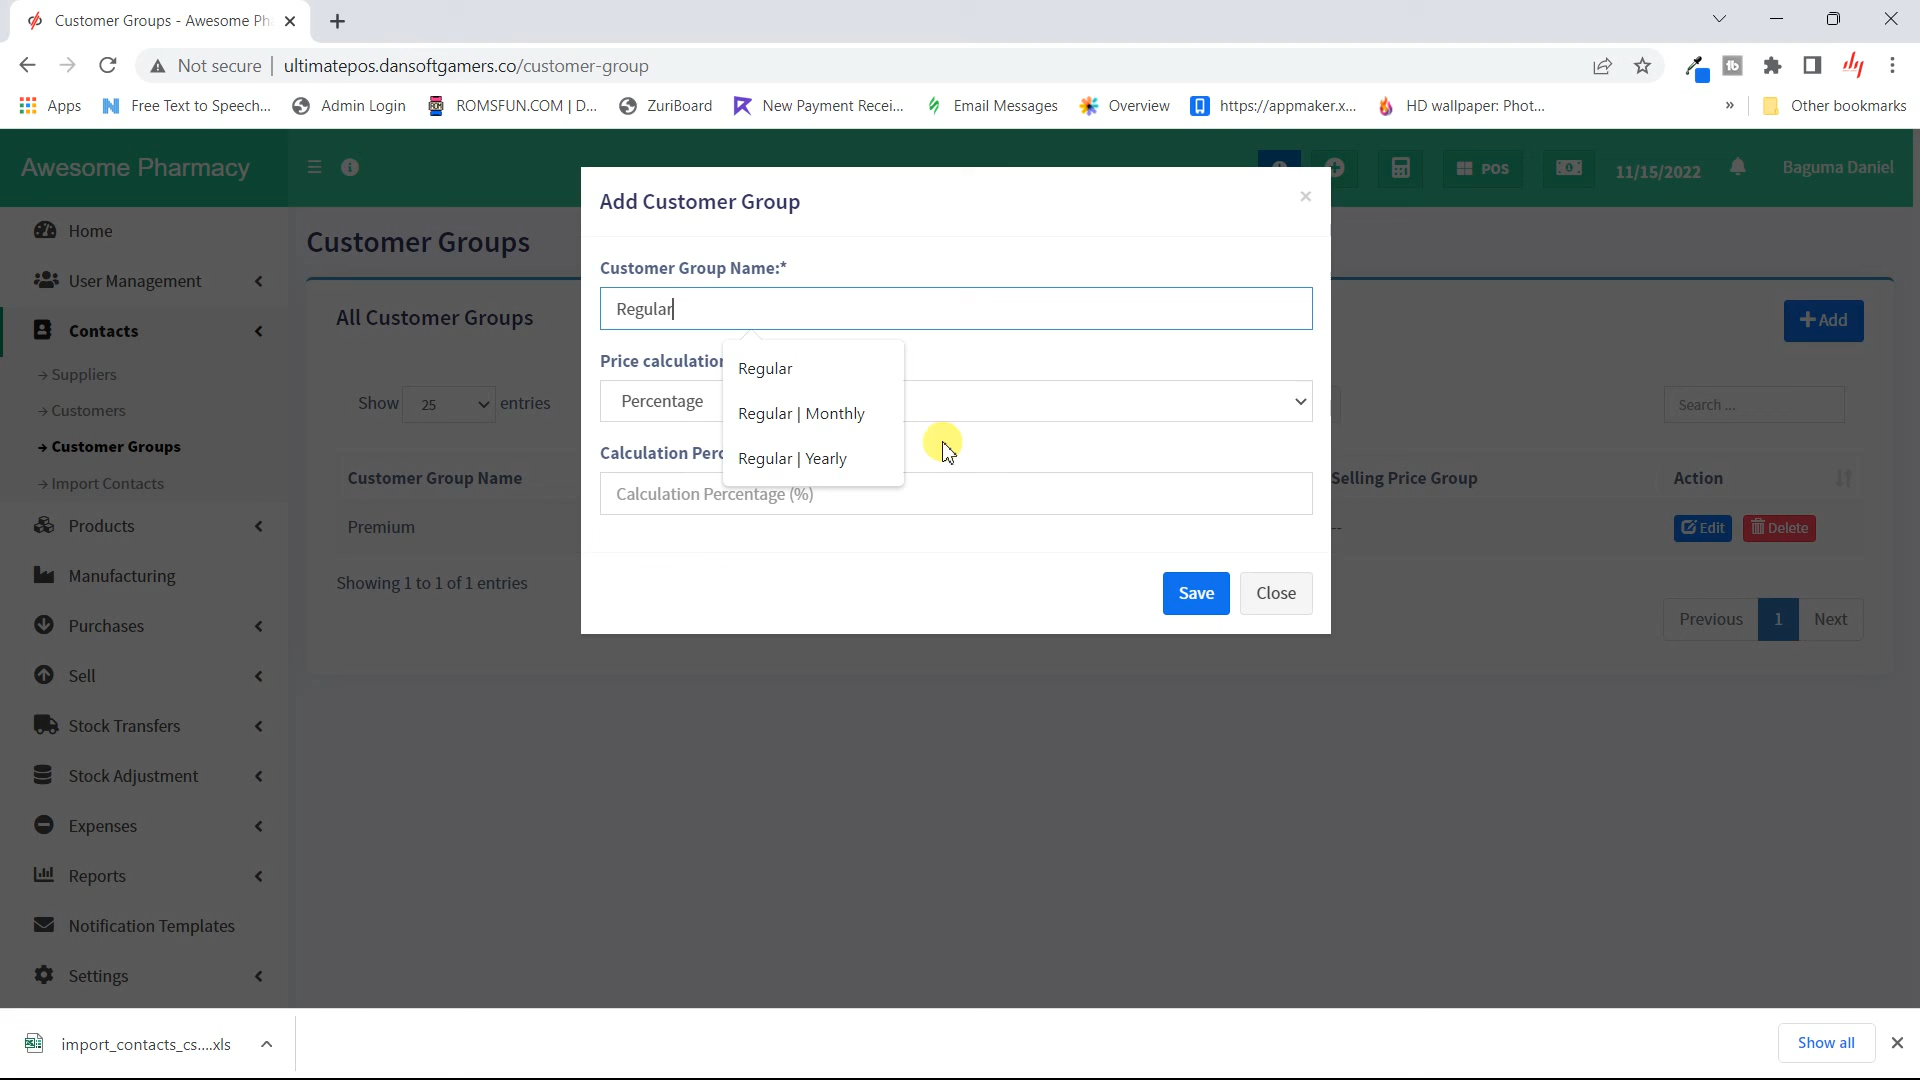 Customer Groups - Awesome Ph
Not secure | ultimatepos.dansoftgamers.co/customer-group
Apps Free Text to Speech... Admin Login ROMSFUN.COM | D... ZuriBoard New Payment Recei... Email Messages Overview https://appmaker.x... HD wallpaper: Phot... » Other bookmarks
Awesome Pharmacy
POS
11/15/2022
Baguma Daniel
Home
User Management
Contacts
Suppliers
Customers
Customer Groups
Import Contacts
Products
Manufacturing
Purchases
Sell
Stock Transfers
Stock Adjustment
Expenses
Reports
Notification Templates
Settings
Customer Groups
All Customer Groups
+Add
Show 25 entries
Search ...
Customer Group Name
Selling Price Group
Action
Premium
--
Edit
Delete
Showing 1 to 1 of 1 entries
Previous 1 Next
Add Customer Group
×
Customer Group Name:*
Regular
Price calculation
Percentage
Regular
Regular | Monthly
Regular | Yearly
Calculation Perc
Calculation Percentage (%)
Save
Close
import_contacts_cs....xls
Show all